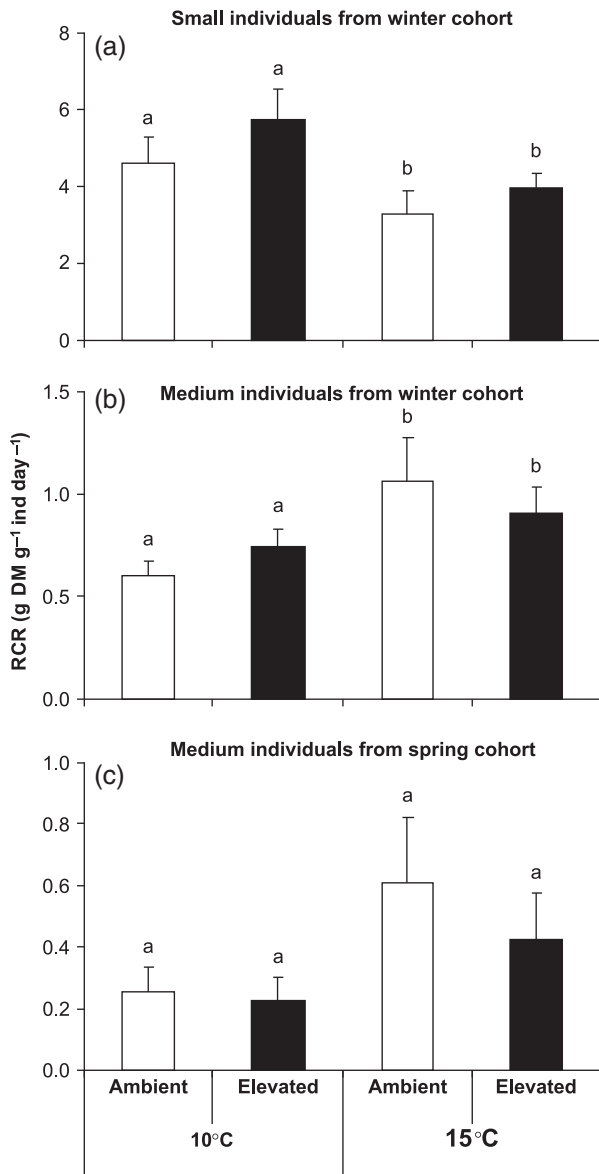 Small individuals from winter cohort
(a)
8
6
4
2
0
a
a
b
b
Medium individuals from winter cohort
(b)
1.5
1.0
0.5
0.0
a
a
b
b
RCR (g DM g⁻¹ ind day⁻¹)
Medium individuals from spring cohort
(c)
1.0
0.8
0.6
0.4
0.2
0.0
a
a
a
a
Ambient Elevated Ambient Elevated
10°C 15°C